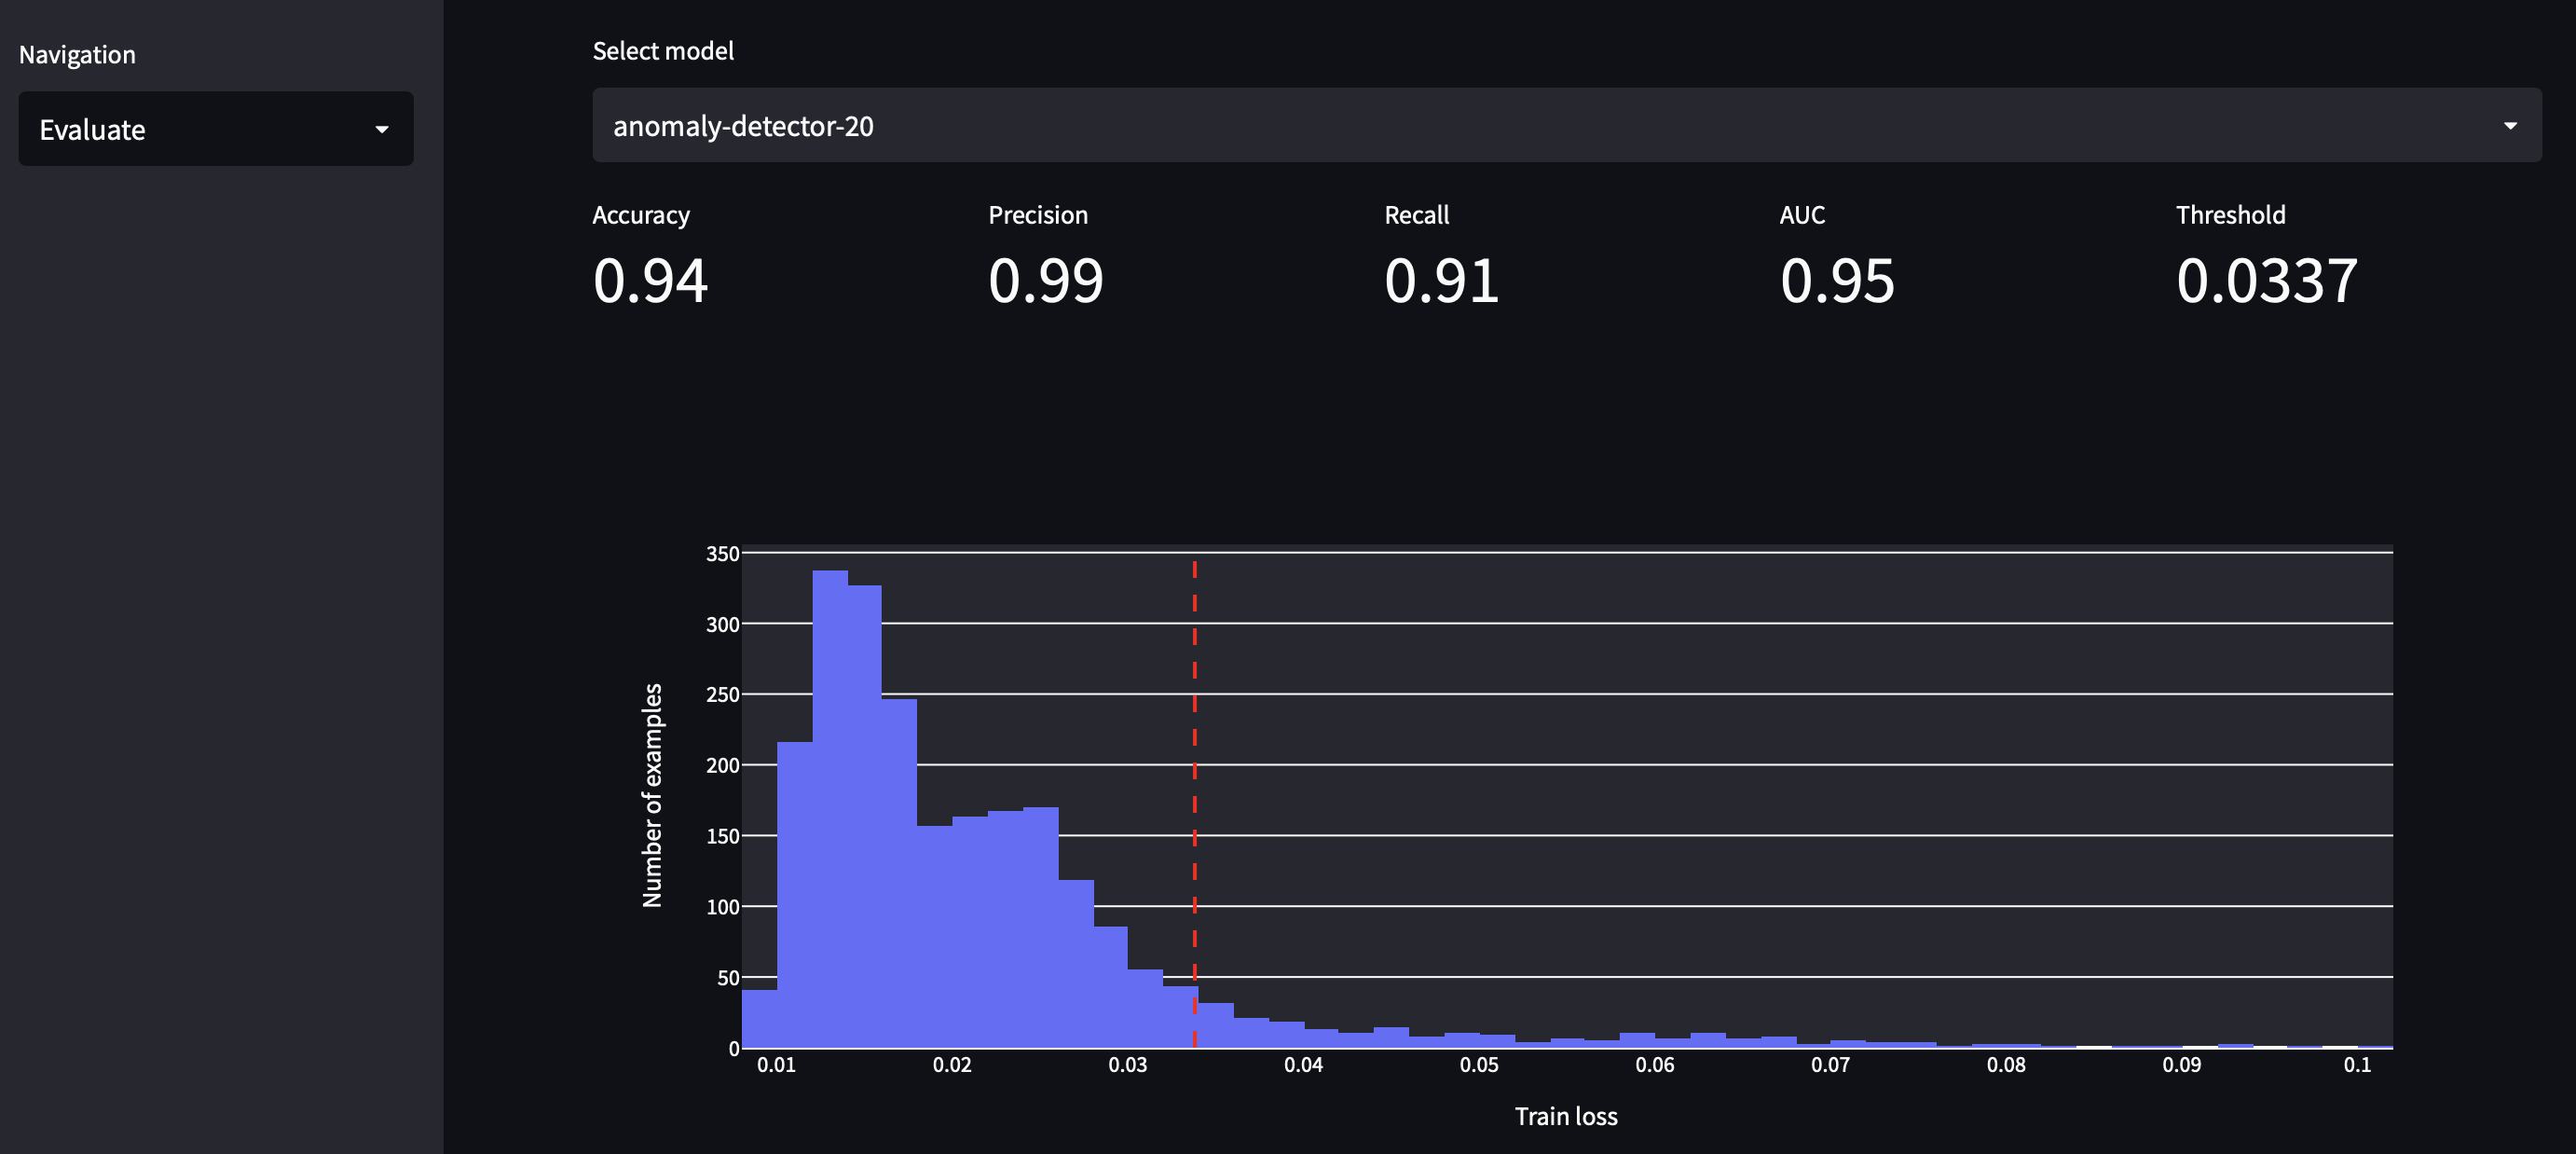 Navigation
Evaluate
Select model
anomaly-detector-20
Accuracy Precision Recall AUC Threshold
0.94 0.99 0.91 0.95 0.0337
350
300
250
200
150
100
50
0
Number of examples
0.01 0.02 0.03 0.04 0.05 0.06 0.07 0.08 0.09 0.1
Train loss